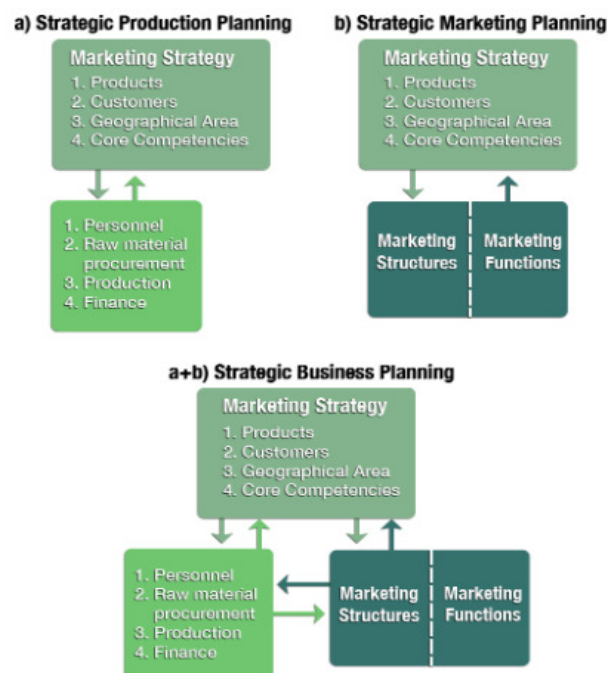 a) Strategic Production Planning
Marketing Strategy
1. Products
2. Customers
3. Geographical Area
4. Core Competencies
1. Personnel
2. Raw material
procurement
3. Production
4. Finance
b) Strategic Marketing Planning
Marketing Strategy
1. Products
2. Customers
3. Geographical Area
4. Core Competencies
Marketing
Structures
Marketing
Functions
a+b) Strategic Business Planning
Marketing Strategy
1. Products
2. Customers
3. Geographical Area
4. Core Competencies
1. Personnel
2. Raw material
procurement
3. Production
4. Finance
Marketing
Structures
Marketing
Functions